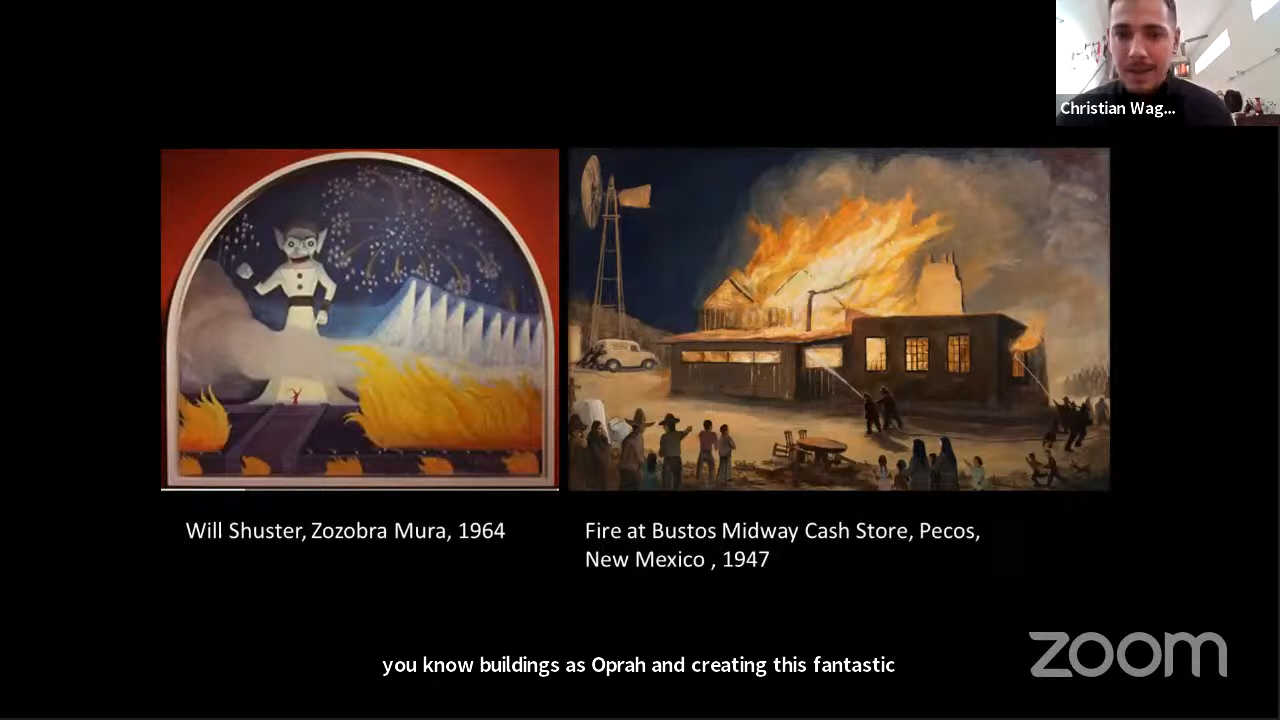 Christian Wag...
Will Shuster, Zozobra Mura, 1964
Fire at Bustos Midway Cash Store, Pecos,
New Mexico , 1947
you know buildings as Oprah and creating this fantastic
zoom